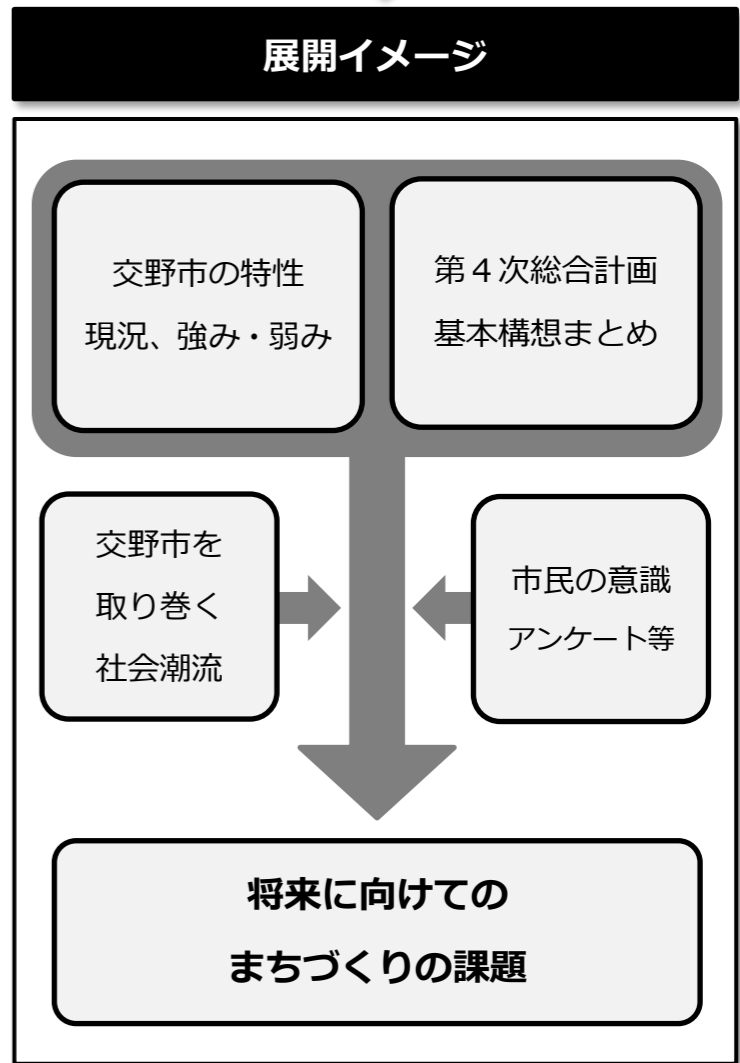 展開イメージ
交野市の特性
現況、強み・弱み
第４次総合計画
基本構想まとめ
交野市を
取り巻く
社会潮流
市民の意識
アンケート等
将来に向けての
まちづくりの課題